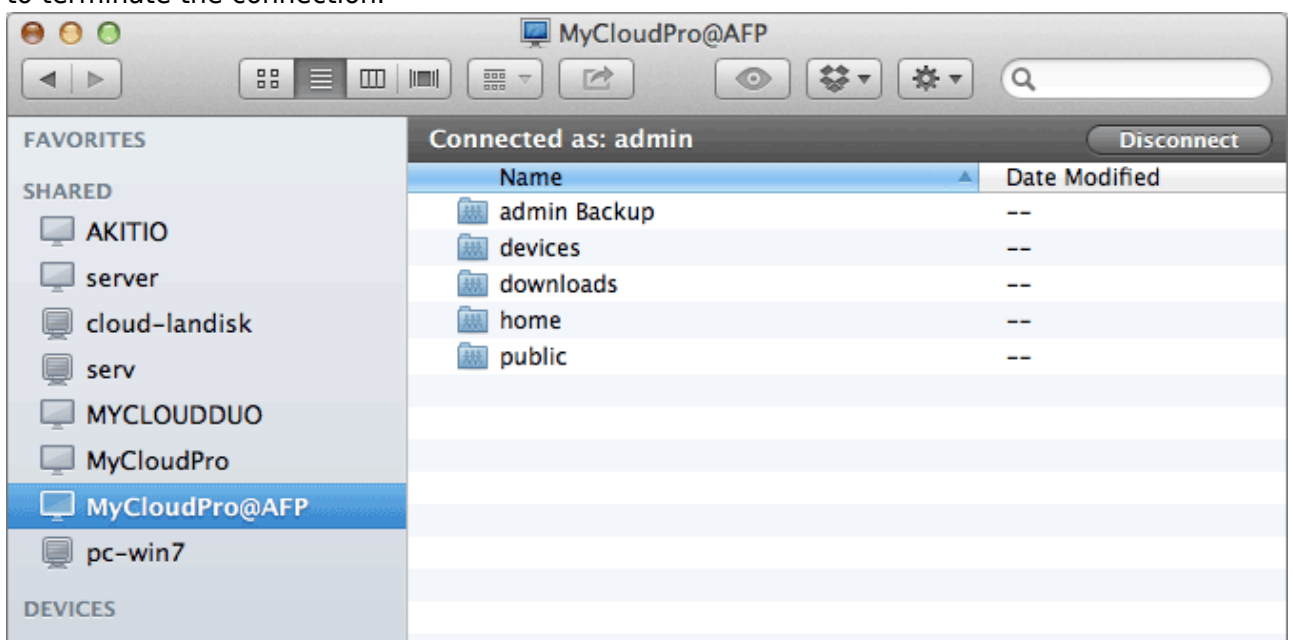 to terminate the connection.
MyCloudPro@AFP
FAVORITES
SHARED
AKITIO
server
cloud-landisk
serv
MYCLOUDDUO
MyCloudPro
MyCloudPro@AFP
pc-win7
DEVICES
Connected as: admin Disconnect
Name Date Modified
admin Backup --
devices --
downloads --
home --
public --